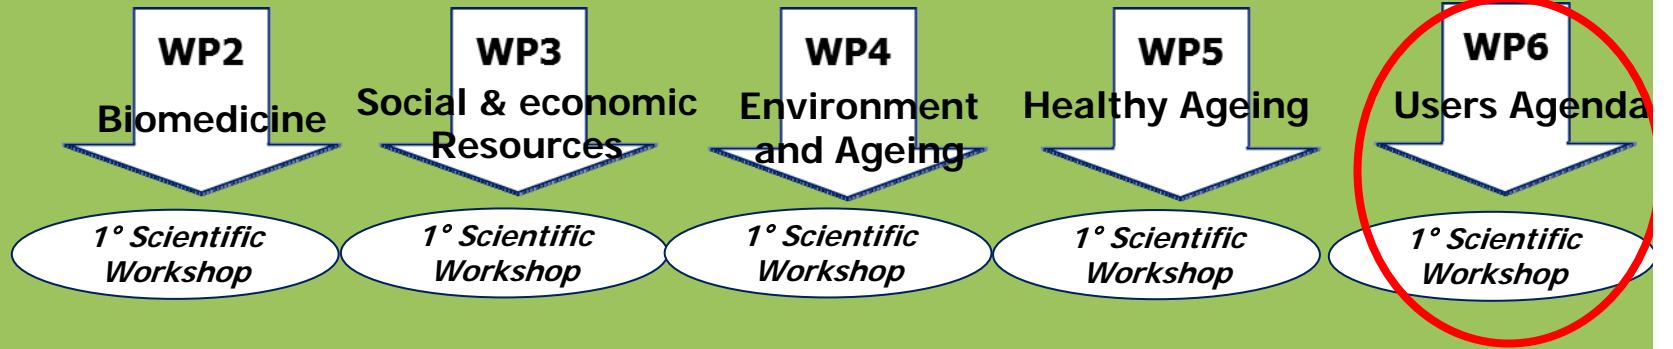 WP2
Biomedicine
1° Scientific
Workshop
WP3
Social & economic
Resources
1° Scientific
Workshop
WP4
Environment
and Ageing
1° Scientific
Workshop
WP5
Healthy Ageing
1° Scientific
Workshop
WP6
Users Agenda
1° Scientific
Workshop